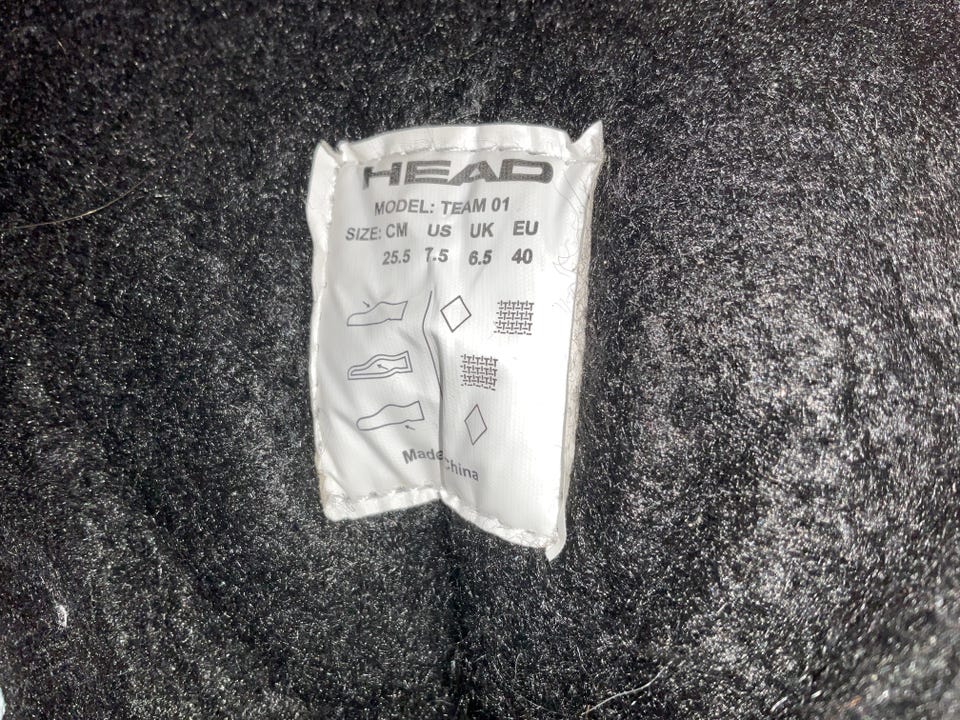 HEAD
MODEL: TEAM 01
SIZE: CM US UK EU
25.5 7.5 6.5 40
Made China